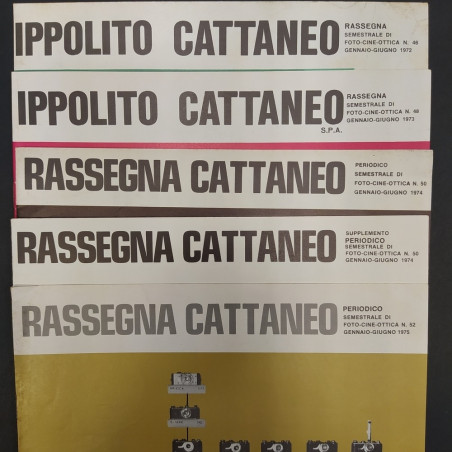 IPPOLITO CATTANEO
RASSEGNA
SEMESTRALE DI
FOTO-CINE-OTTICA N. 46
GENNAIO-GIUGNO 1972
IPPOLITO CATTANEO
S.P.A.
RASSEGNA
SEMESTRALE DI
FOTO-CINE-OTTICA N. 48
GENNAIO-GIUGNO 1973
RASSEGNA CATTANEO
PERIODICO
SEMESTRALE DI
FOTO-CINE-OTTICA N. 50
GENNAIO-GIUGNO 1974
RASSEGNA CATTANEO
SUPPLEMENTO
PERIODICO
SEMESTRALE DI
FOTO-CINE-OTTICA N. 50
GENNAIO-GIUGNO 1974
RASSEGNA CATTANEO
PERIODICO
SEMESTRALE DI
FOTO-CINE-OTTICA N. 52
GENNAIO-GIUGNO 1975